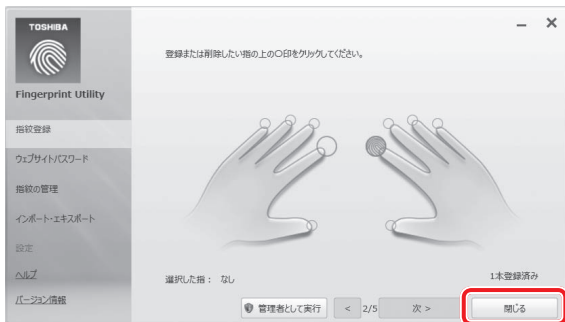 TOSHIBA
Fingerprint Utility
指紋登録
ウェブサイトパスワード
指紋の管理
インポート・エキスポート
設定
ヘルプ
バージョン情報
登録または削除したい指の上の○印をクリックしてください。
選択した指： なし
1本登録済み
管理者として実行
<
2/5
次 >
閉じる